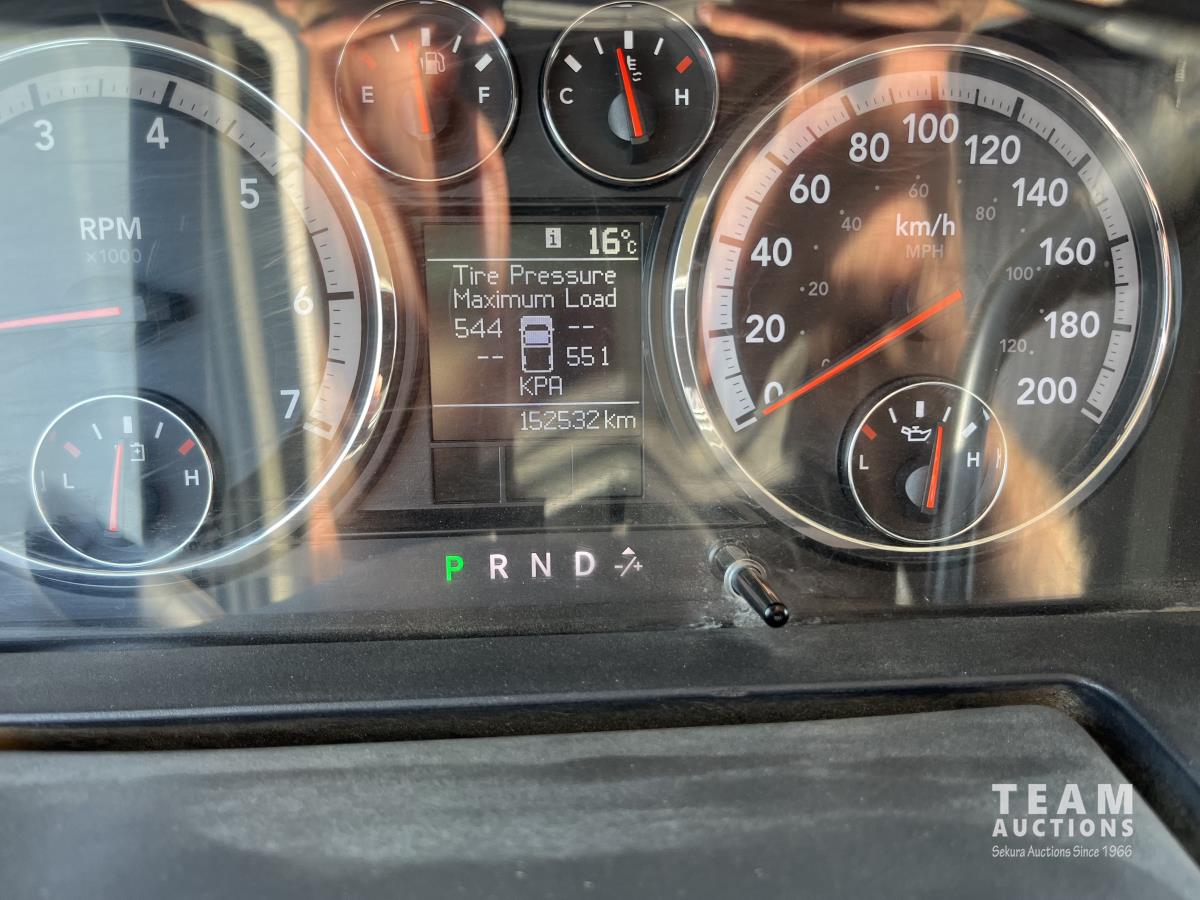 E F
C H
3 4 5 6 7
RPM
x1000
L H
i 16°C
Tire Pressure
Maximum Load
544 --
-- 551
KPA
152532 km
P R N D -/+
0 20 40 60 80 100 120 140 160 180 200
km/h
MPH
0 20 40 60 80 100 120
L H
TEAM
AUCTIONS
Sekura Auctions Since 1966